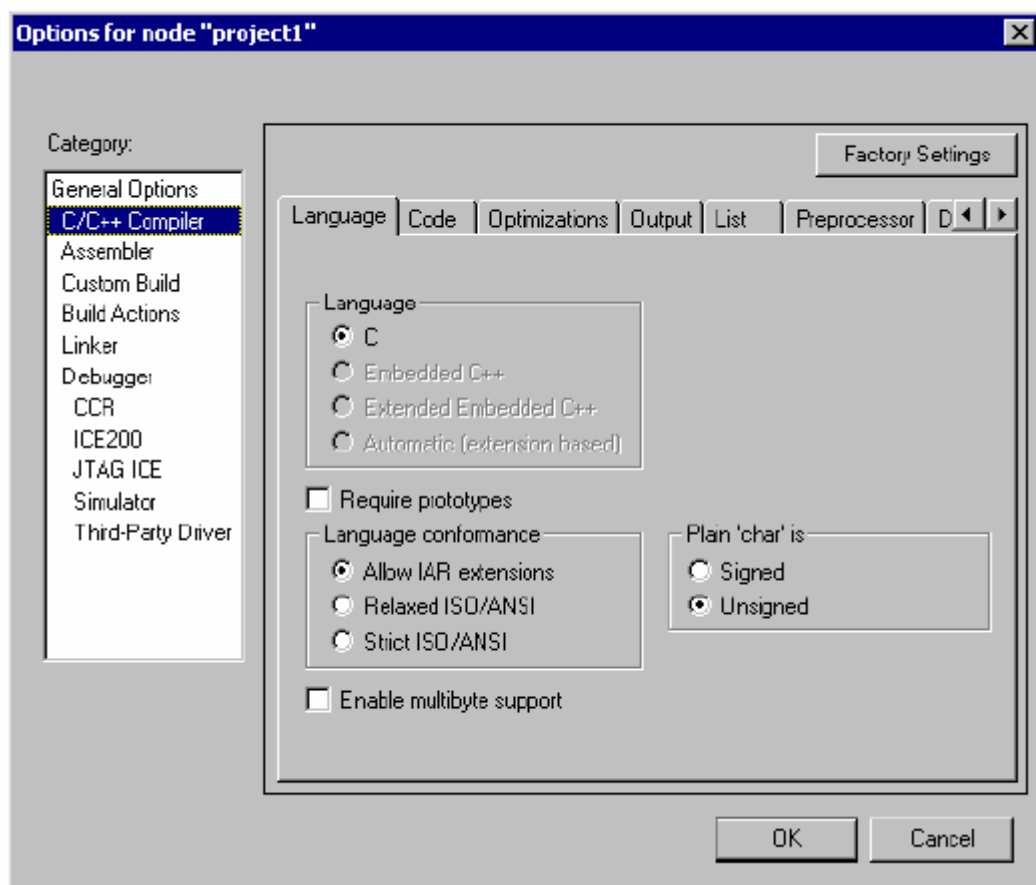 Options for node "project1"
Category:
General Options
C/C++ Compiler
Assembler
Custom Build
Build Actions
Linker
Debugger
CCR
ICE200
JTAG ICE
Simulator
Third-Party Driver
Factory Settings
Language Code Optimizations Output List Preprocessor D
Language
C
Embedded C++
Extended Embedded C++
Automatic (extension based)
Require prototypes
Language conformance
Allow IAR extensions
Relaxed ISO/ANSI
Strict ISO/ANSI
Plain 'char' is
Signed
Unsigned
Enable multibyte support
OK Cancel